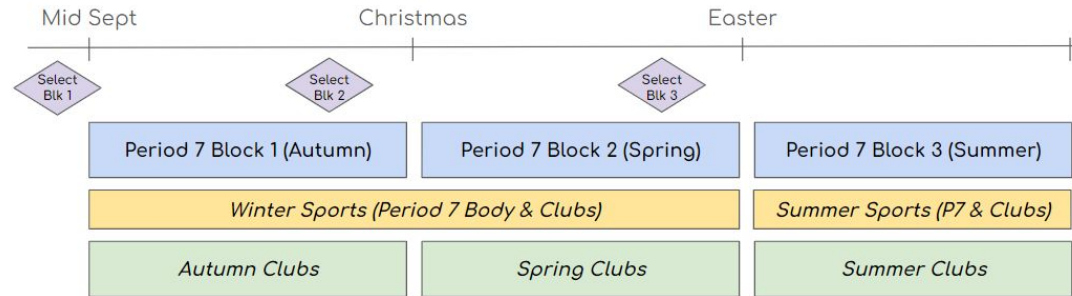 Mid Sept
Christmas
Easter
Select
Blk 1
Select
Blk 2
Select
Blk 3
Period 7 Block 1 (Autumn)
Period 7 Block 2 (Spring)
Period 7 Block 3 (Summer)
Winter Sports (Period 7 Body & Clubs)
Summer Sports (P7 & Clubs)
Autumn Clubs
Spring Clubs
Summer Clubs